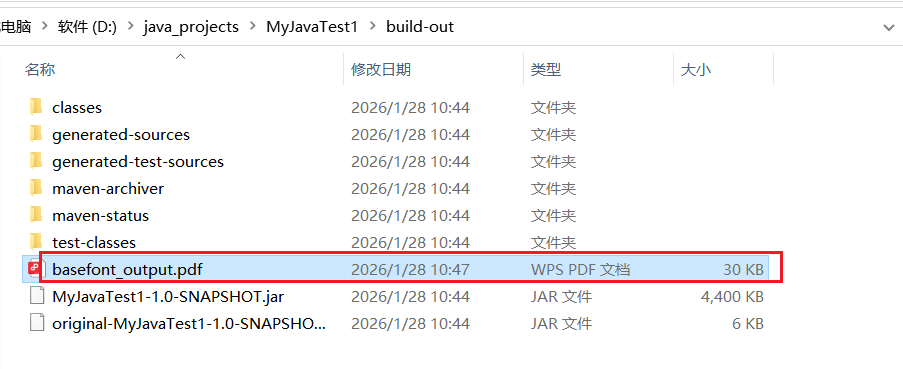 电脑 > 软件 (D:) > java_projects > MyJavaTest1 > build-out
名称 修改日期 类型 大小
classes 2026/1/28 10:44 文件夹
generated-sources 2026/1/28 10:44 文件夹
generated-test-sources 2026/1/28 10:44 文件夹
maven-archiver 2026/1/28 10:44 文件夹
maven-status 2026/1/28 10:44 文件夹
test-classes 2026/1/28 10:44 文件夹
basefont_output.pdf 2026/1/28 10:47 WPS PDF 文档 30 KB
MyJavaTest1-1.0-SNAPSHOT.jar 2026/1/28 10:44 JAR 文件 4,400 KB
original-MyJavaTest1-1.0-SNAPSHO... 2026/1/28 10:44 JAR 文件 6 KB